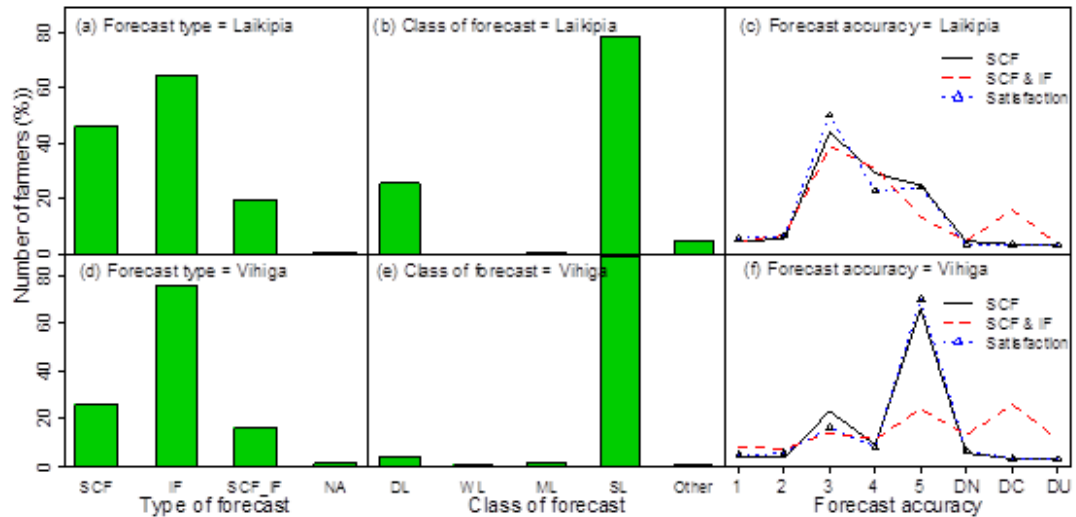 (a) Forecast type = Laikipia
(b) Class of forecast = Laikipia
(c) Forecast accuracy = Laikipia
SCF
SCF & IF
Satisfaction
Number of farmers (%))
0 20 40 60 80
(d) Forecast type = Vihiga
(e) Class of forecast = Vihiga
(f) Forecast accuracy = Vihiga
SCF
SCF & IF
Satisfaction
0 20 40 60 80
SCF IF SCF_IF NA
DL WL ML SL Other
1 2 3 4 5 DN DC DU
Type of forecast
Class of forecast
Forecast accuracy